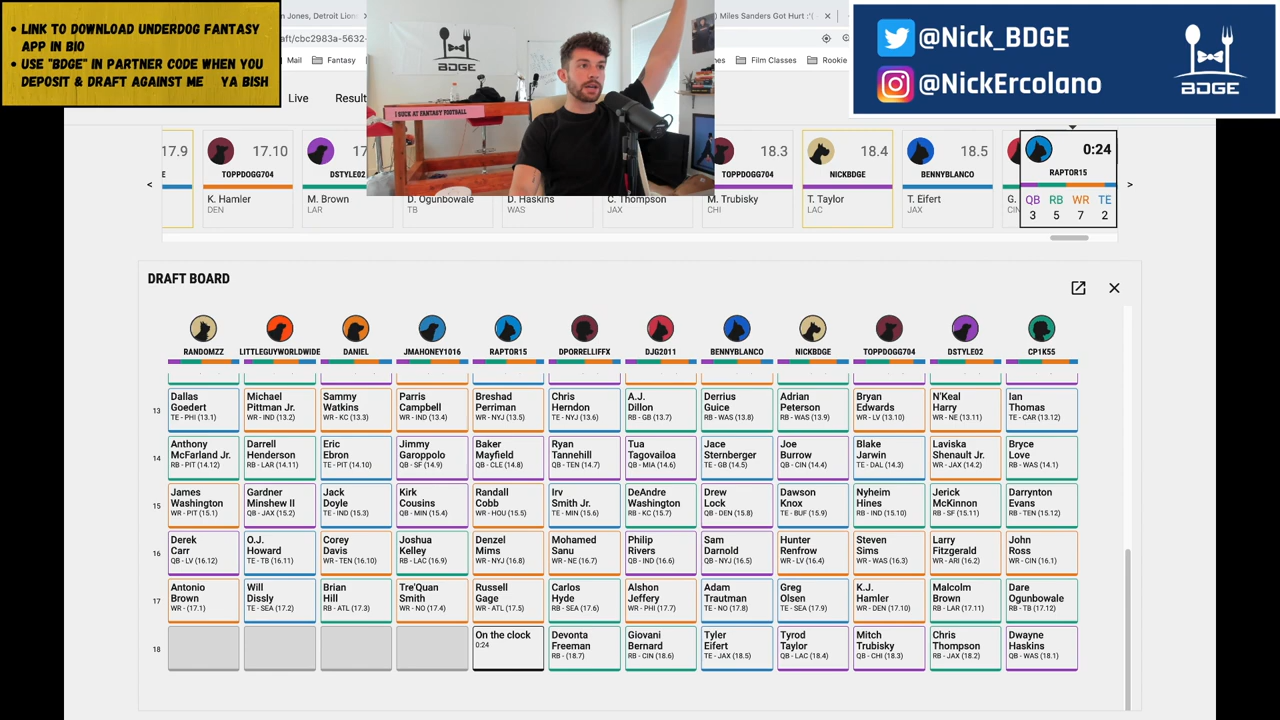 • LINK TO DOWNLOAD UNDERDOG FANTASY
APP IN BIO
• USE "BDGE" IN PARTNER CODE WHEN YOU
DEPOSIT & DRAFT AGAINST ME YA BISH
n Jones, Detroit Lion
) Miles Sanders Got Hurt :'(
raft/cbc2983a-5632-
Mail Fantasy
Film Classes Rookie
Live Result
BDGE
I SUCK AT FANTASY FOOTBALL
@Nick_BDGE
@NickErcolano
BDGE
17.9
17.10
TOPPDOGG704
K. Hamler
DEN
17
DSTYLE02
M. Brown
LAR
D. Ogunbowale
TB
D. Haskins
WAS
C. Thompson
JAX
18.3
TOPPDOGG704
M. Trubisky
CHI
18.4
NICKBDGE
T. Taylor
LAC
18.5
BENNYBLANCO
T. Eifert
JAX
G.
CIN
0:24
RAPTOR15
QB RB WR TE
3 5 7 2
< >
DRAFT BOARD
RANDOMZZ LITTLEGUYWORLDWIDE DANIEL JMAHONEY1016 RAPTOR15 DPORRELLIFFX DJG2011 BENNYBLANCO NICKBDGE TOPPDOGG704 DSTYLE02 CP1K55
13
Dallas Goedert TE - PHI (13.1)
Michael Pittman Jr. WR - IND (13.2)
Sammy Watkins WR - KC (13.3)
Parris Campbell WR - IND (13.4)
Breshad Perriman WR - NYJ (13.5)
Chris Herndon TE - NYJ (13.6)
A.J. Dillon RB - GB (13.7)
Derrius Guice RB - WAS (13.8)
Adrian Peterson RB - WAS (13.9)
Bryan Edwards WR - LV (13.10)
N'Keal Harry WR - NE (13.11)
Ian Thomas TE - CAR (13.12)
14
Anthony McFarland Jr. RB - PIT (14.12)
Darrell Henderson RB - LAR (14.11)
Eric Ebron TE - PIT (14.10)
Jimmy Garoppolo QB - SF (14.9)
Baker Mayfield QB - CLE (14.8)
Ryan Tannehill QB - TEN (14.7)
Tua Tagovailoa QB - MIA (14.6)
Jace Sternberger TE - GB (14.5)
Joe Burrow QB - CIN (14.4)
Blake Jarwin TE - DAL (14.3)
Laviska Shenault Jr. WR - JAX (14.2)
Bryce Love RB - WAS (14.1)
15
James Washington WR - PIT (15.1)
Gardner Minshew II QB - JAX (15.2)
Jack Doyle TE - IND (15.3)
Kirk Cousins QB - MIN (15.4)
Randall Cobb WR - HOU (15.5)
Irv Smith Jr. TE - MIN (15.6)
DeAndre Washington RB - KC (15.7)
Drew Lock QB - DEN (15.8)
Dawson Knox TE - BUF (15.9)
Nyheim Hines RB - IND (15.10)
Jerick McKinnon RB - SF (15.11)
Darrynton Evans RB - TEN (15.12)
16
Derek Carr QB - LV (16.12)
O.J. Howard TE - TB (16.11)
Corey Davis WR - TEN (16.10)
Joshua Kelley RB - LAC (16.9)
Denzel Mims WR - NYJ (16.8)
Mohamed Sanu WR - NE (16.7)
Philip Rivers QB - IND (16.6)
Sam Darnold QB - NYJ (16.5)
Hunter Renfrow WR - LV (16.4)
Steven Sims WR - WAS (16.3)
Larry Fitzgerald WR - ARI (16.2)
John Ross WR - CIN (16.1)
17
Antonio Brown WR - (17.1)
Will Dissly TE - SEA (17.2)
Brian Hill RB - ATL (17.3)
Tre'Quan Smith WR - NO (17.4)
Russell Gage WR - ATL (17.5)
Carlos Hyde RB - SEA (17.6)
Alshon Jeffery WR - PHI (17.7)
Adam Trautman TE - NO (17.8)
Greg Olsen TE - SEA (17.9)
K.J. Hamler WR - DEN (17.10)
Malcolm Brown RB - LAR (17.11)
Dare Ogunbowale RB - TB (17.12)
18
On the clock 0:24
Devonta Freeman RB - (18.7)
Giovani Bernard RB - CIN (18.6)
Tyler Eifert TE - JAX (18.5)
Tyrod Taylor QB - LAC (18.4)
Mitch Trubisky QB - CHI (18.3)
Chris Thompson RB - JAX (18.2)
Dwayne Haskins QB - WAS (18.1)